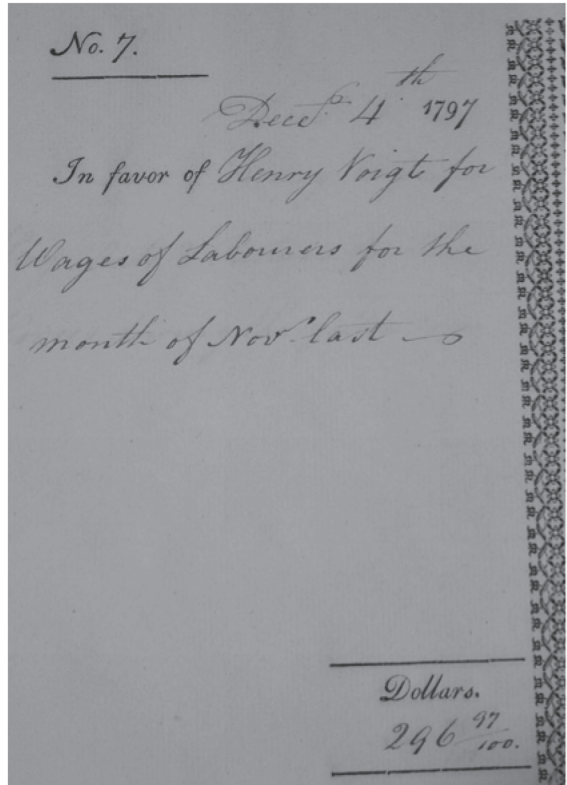 No. 7.
Decr. 4th 1797
In favor of Henry Voigt for
Wages of Labourers for the
month of Novr. last
Dollars.
296 97/100.